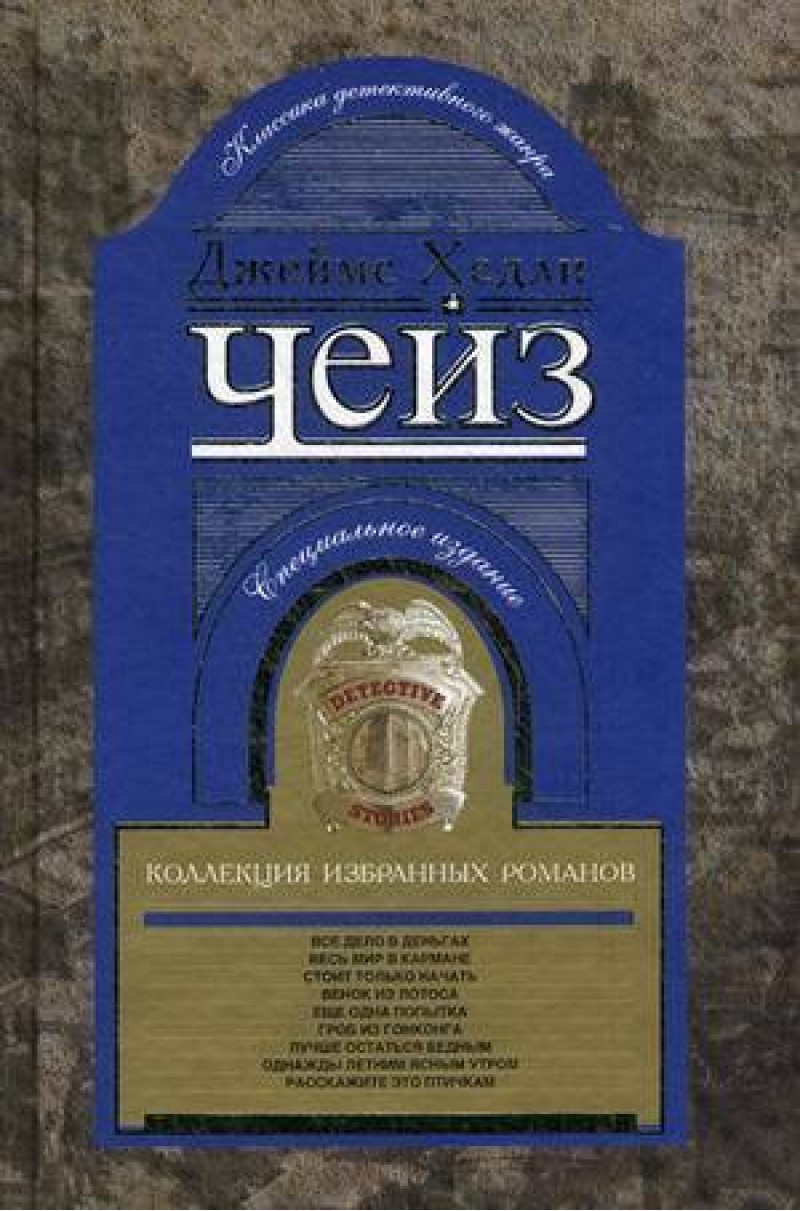 Классика детективного жанра
Джеймс Хедли
Чейз
Специальное издание
DETECTIVE
STORIES
КОЛЛЕКЦИЯ ИЗБРАННЫХ РОМАНОВ
ВСЕ ДЕЛО В ДЕНЬГАХ
ВЕСЬ МИР В КАРМАНЕ
СТОИТ ТОЛЬКО НАЧАТЬ
ВЕНОК ИЗ ЛОТОСА
ЕЩЕ ОДНА ПОПЫТКА
ГРОБ ИЗ ГОНКОНГА
ЛУЧШЕ ОСТАТЬСЯ БЕДНЫМ
ОДНАЖДЫ ЛЕТНИМ ЯСНЫМ УТРОМ
РАССКАЖИТЕ ЭТО ПТИЧКАМ